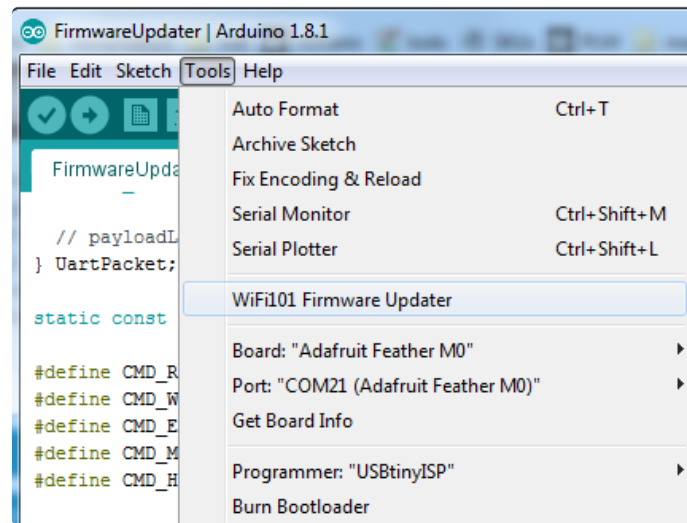 FirmwareUpdater | Arduino 1.8.1
File Edit Sketch Tools Help
Auto Format Ctrl+T
Archive Sketch
FirmwareUpda
Fix Encoding & Reload
Serial Monitor Ctrl+Shift+M
// payloadL
Serial Plotter Ctrl+Shift+L
} UartPacket;
WiFi101 Firmware Updater
static const
Board: "Adafruit Feather M0"
#define CMD_R
Port: "COM21 (Adafruit Feather M0)"
#define CMD_W
Get Board Info
#define CMD_E
#define CMD_M
Programmer: "USBtinyISP"
#define CMD_H
Burn Bootloader